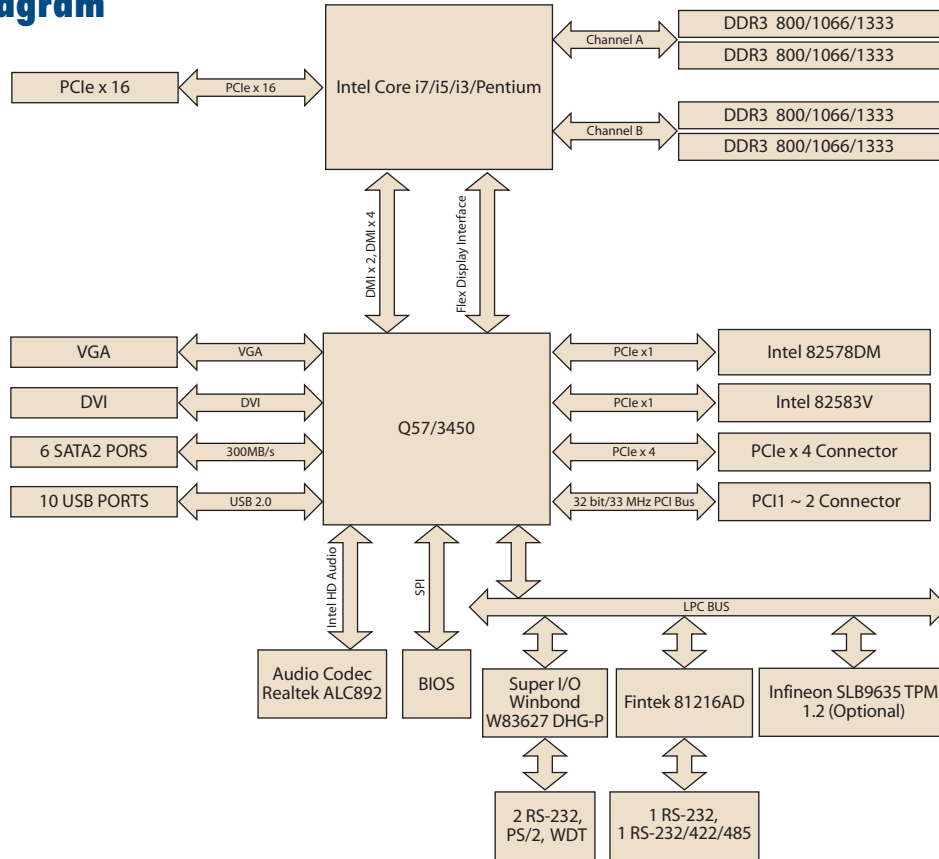 agram
DDR3 800/1066/1333
Channel A
DDR3 800/1066/1333
PCIe x 16
PCIe x 16
Intel Core i7/i5/i3/Pentium
DDR3 800/1066/1333
Channel B
DDR3 800/1066/1333
DMI x 2, DMI x 4
Flex Display Interface
VGA
VGA
PCIe x1
Intel 82578DM
DVI
DVI
Q57/3450
PCIe x1
Intel 82583V
6 SATA2 PORS
300MB/s
PCIe x 4
PCIe x 4 Connector
10 USB PORTS
USB 2.0
32 bit/33 MHz PCI Bus
PCI1 ~ 2 Connector
Intel HD Audio
SPI
LPC BUS
Audio Codec
Realtek ALC892
BIOS
Super I/O
Winbond
W83627 DHG-P
Fintek 81216AD
Infineon SLB9635 TPM
1.2 (Optional)
2 RS-232,
PS/2, WDT
1 RS-232,
1 RS-232/422/485